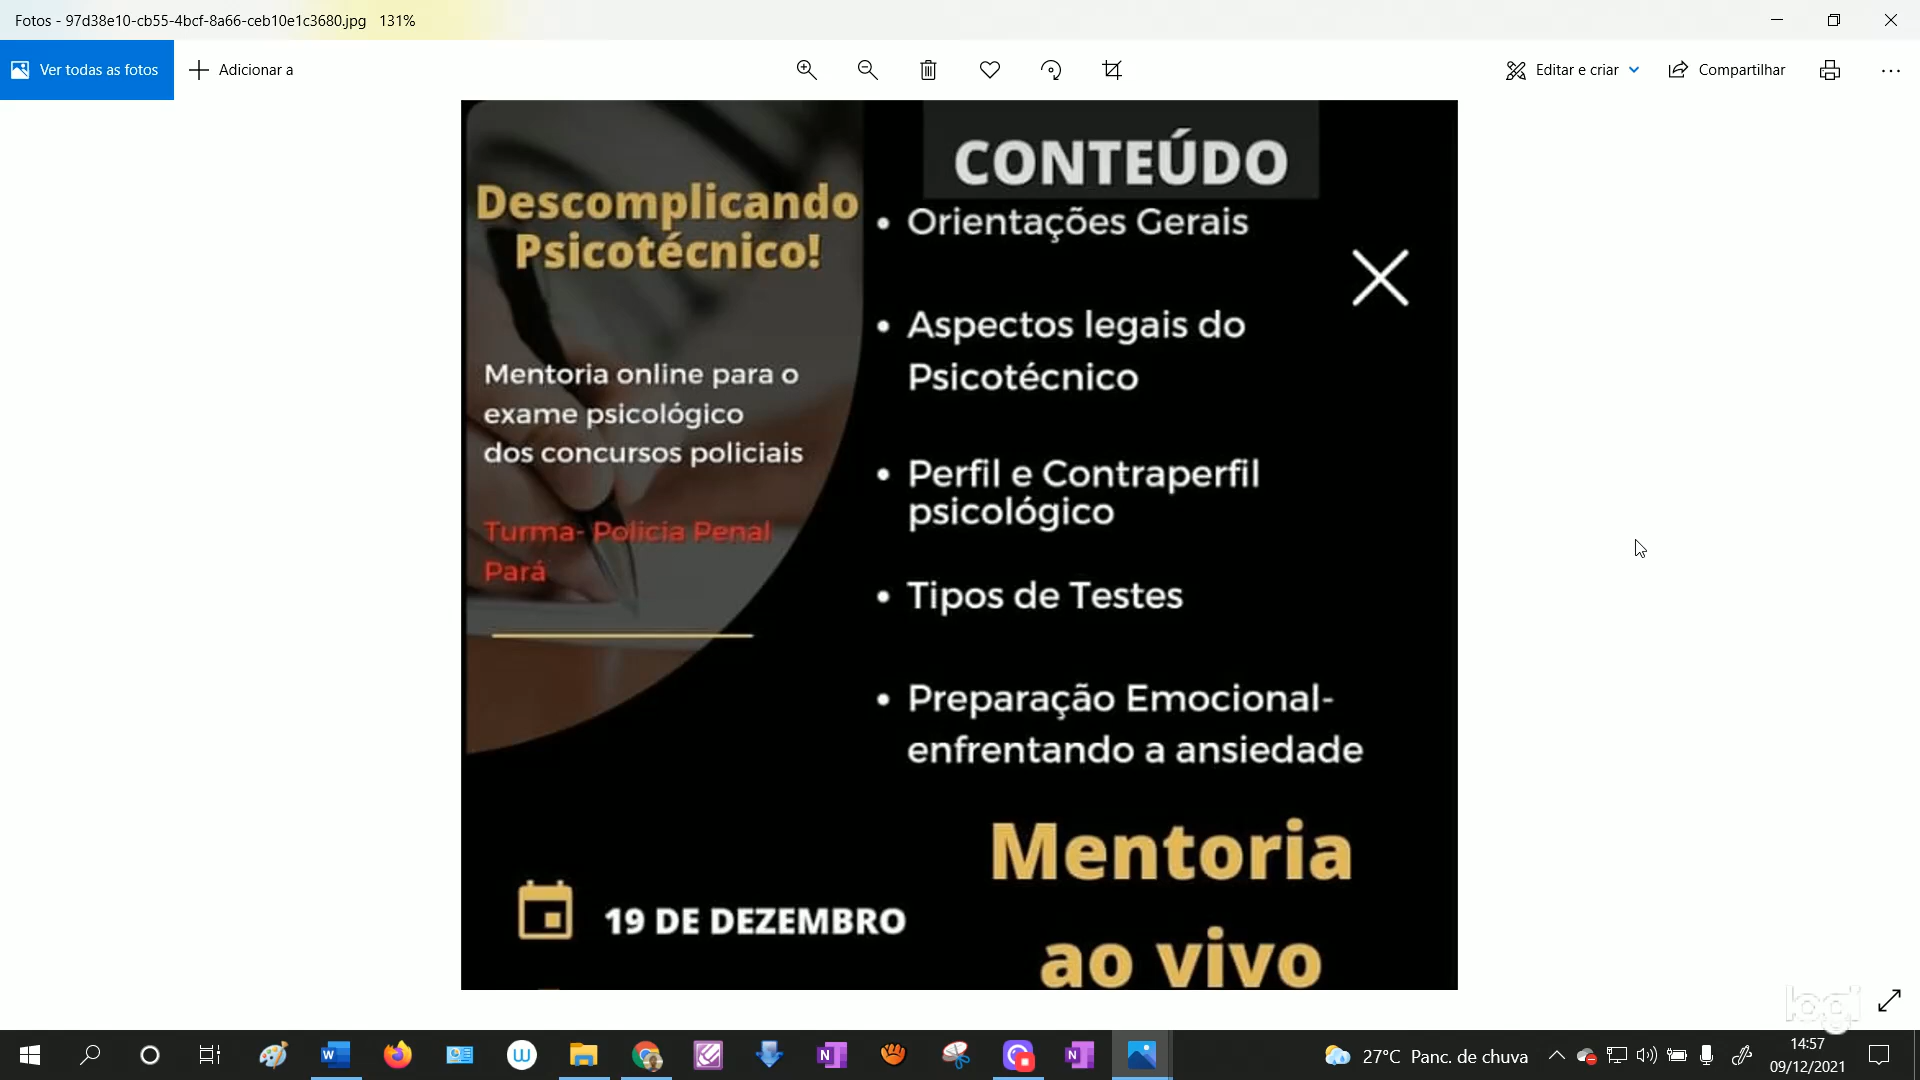 Fotos - 97d38e10-cb55-4bcf-8a66-ceb10e1c3680.jpg 131%
Ver todas as fotos
Adicionar a
Editar e criar
Compartilhar
Descomplicando
Psicotécnico!
Mentoria online para o
exame psicológico
dos concursos policiais
Turma- Policia Penal
Pará
19 DE DEZEMBRO
CONTEÚDO
• Orientações Gerais
• Aspectos legais do
Psicotécnico
• Perfil e Contraperfil
psicológico
• Tipos de Testes
• Preparação Emocional-
enfrentando a ansiedade
Mentoria
ao vivo
logi
27°C Panc. de chuva
14:57
09/12/2021